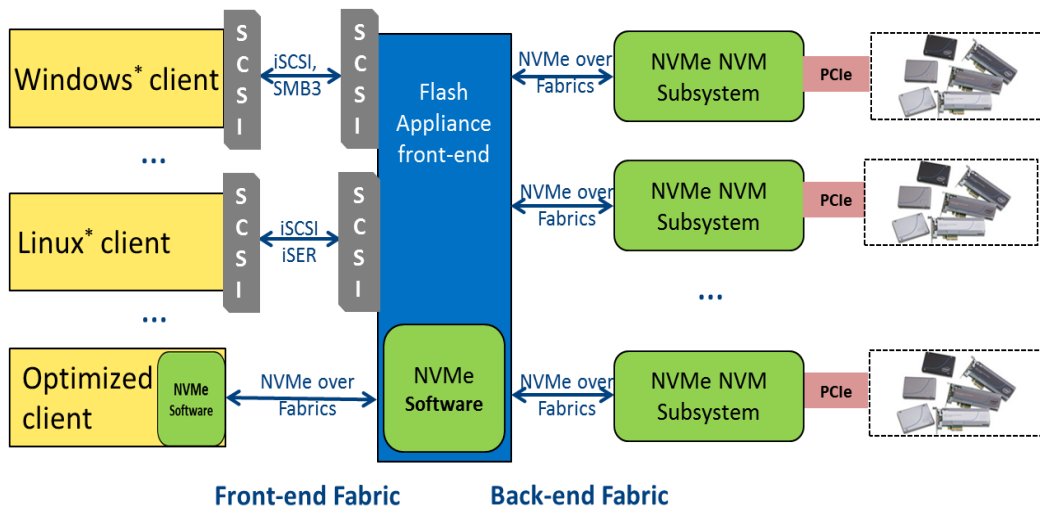 Windows* client
S
C
S
I
iSCSI,
SMB3
S
C
S
I
Flash
Appliance
front-end
NVMe over
Fabrics
NVMe NVM
Subsystem
PCIe
...
Linux* client
S
C
S
I
iSCSI
iSER
S
C
S
I
NVMe over
Fabrics
NVMe NVM
Subsystem
PCIe
...
...
Optimized
client
NVMe
Software
NVMe over
Fabrics
NVMe
Software
NVMe over
Fabrics
NVMe NVM
Subsystem
PCIe
Front-end Fabric
Back-end Fabric